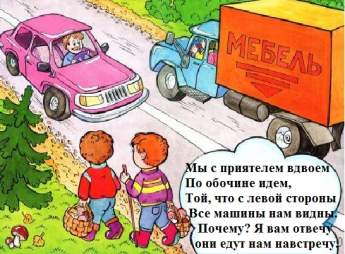 МЕБЕЛЬ
Мы с приятелем вдвоем
По обочине идем,
Той, что с левой стороны
Все машины нам видны.
Почему? Я вам отвечу,
они едут нам навстречу.